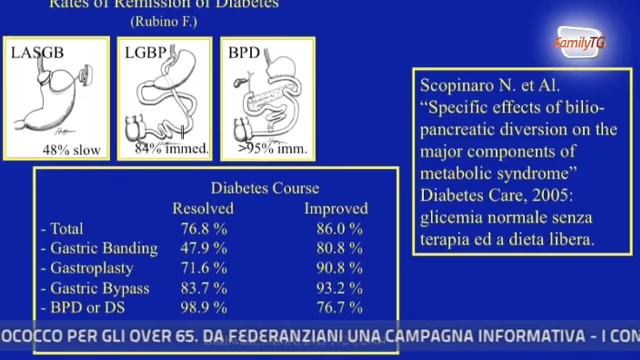 Rates of Remission of Diabetes
(Rubino F.)
FamilyTG
LASGB
LGBP
BPD
48% slow
84% immed.
>95% imm.
Scopinaro N. et Al.
“Specific effects of bilio-
pancreatic diversion on the
major components of
metabolic syndrome”
Diabetes Care, 2005:
glicemia normale senza
terapia ed a dieta libera.
Diabetes Course
Resolved Improved
- Total 76.8 % 86.0 %
- Gastric Banding 47.9 % 80.8 %
- Gastroplasty 71.6 % 90.8 %
- Gastric Bypass 83.7 % 93.2 %
- BPD or DS 98.9 % 76.7 %
OCOCCO PER GLI OVER 65. DA FEDERANZIANI UNA CAMPAGNA INFORMATIVA - I CON